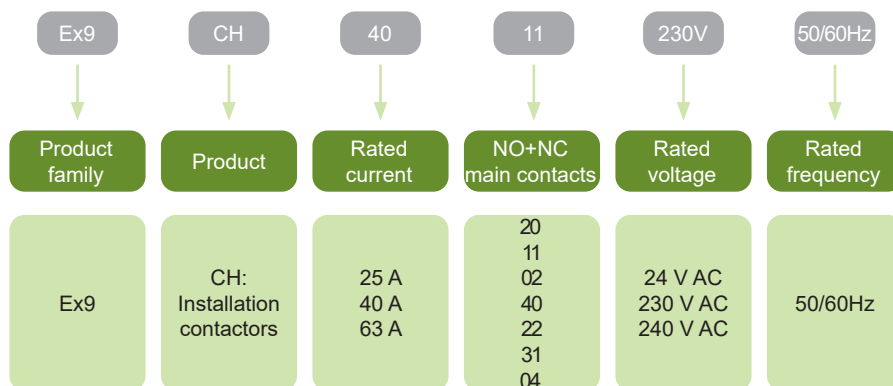 Ex9
CH
40
11
230V
50/60Hz
Product
family
Product
Rated
current
NO+NC
main contacts
Rated
voltage
Rated
frequency
Ex9
CH:
Installation
contactors
25 A
40 A
63 A
20
11
02
40
22
31
04
24 V AC
230 V AC
240 V AC
50/60Hz